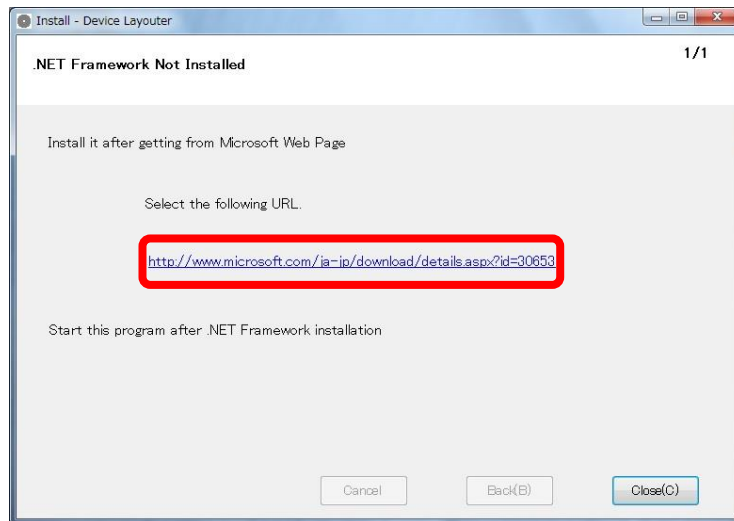 Install - Device Layouter
1/1
.NET Framework Not Installed
Install it after getting from Microsoft Web Page
Select the following URL.
http://www.microsoft.com/ja-jp/download/details.aspx?id=30653
Start this program after .NET Framework installation
Cancel
Back(B)
Close(C)